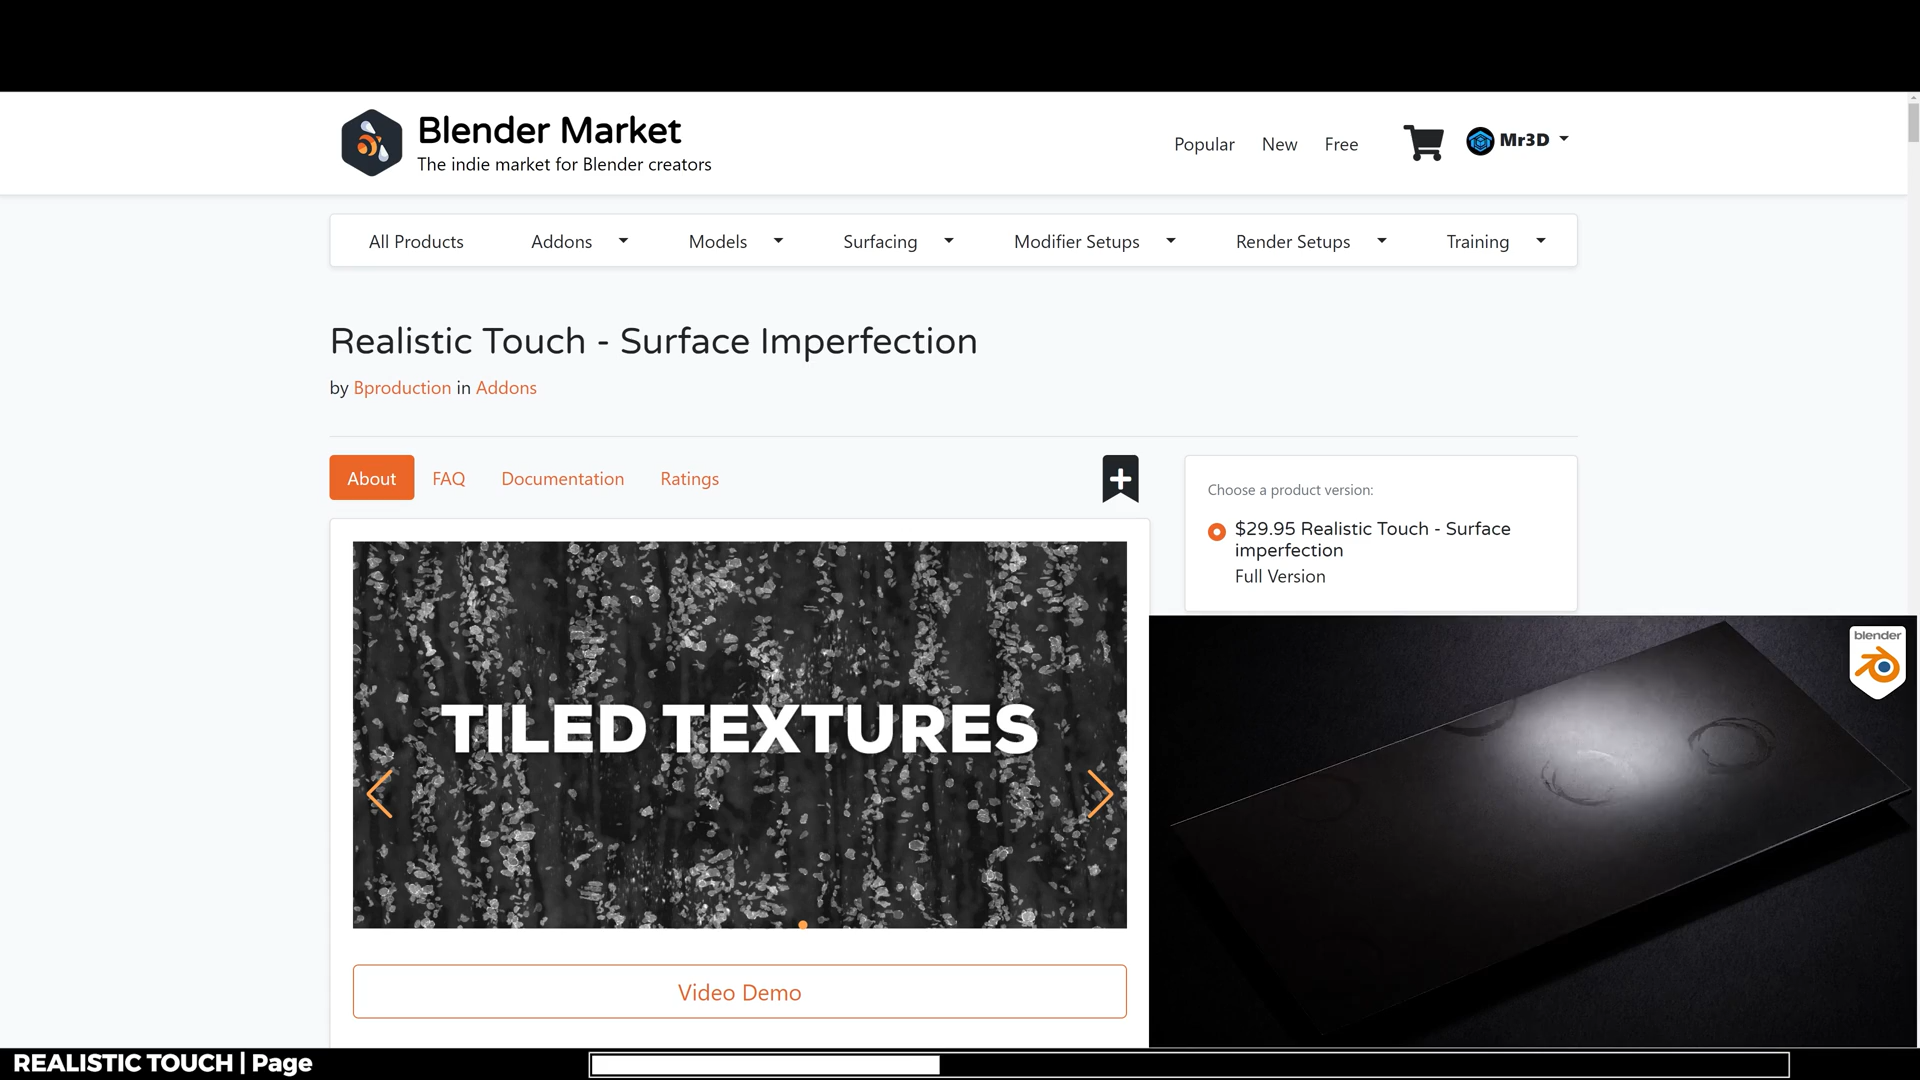 Blender Market
The indie market for Blender creators
Popular
New
Free
Mr3D
All Products
Addons
Models
Surfacing
Modifier Setups
Render Setups
Training
Realistic Touch - Surface Imperfection
by Bproduction in Addons
About
FAQ
Documentation
Ratings
Choose a product version:
$29.95 Realistic Touch - Surface
imperfection
Full Version
TILED TEXTURES
blender
Video Demo
REALISTIC TOUCH | Page